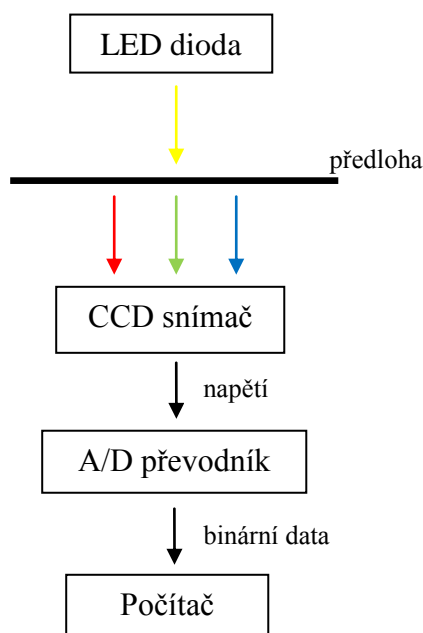 LED dioda
předloha
CCD snímač
napětí
A/D převodník
binární data
Počítač